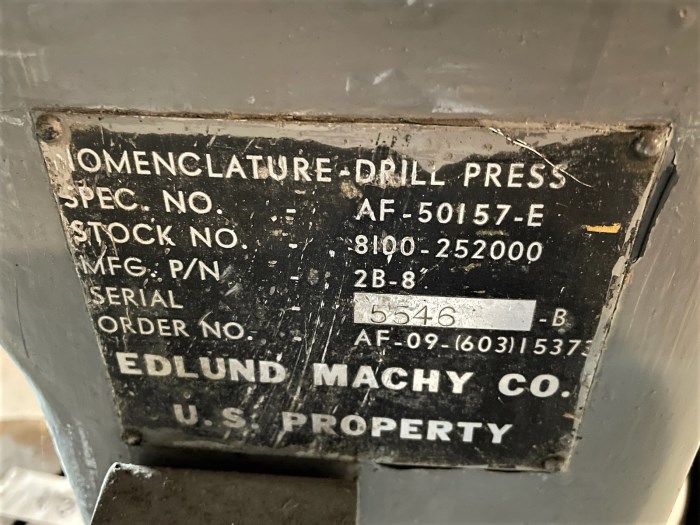 NOMENCLATURE-DRILL PRESS
SPEC. NO. - AF-50157-E
STOCK NO. - 8100-252000
MFG. P/N - 2B-8"
SERIAL - 5546 -B
ORDER NO. - AF-09-(603)15373
EDLUND MACHY CO.
U.S. PROPERTY